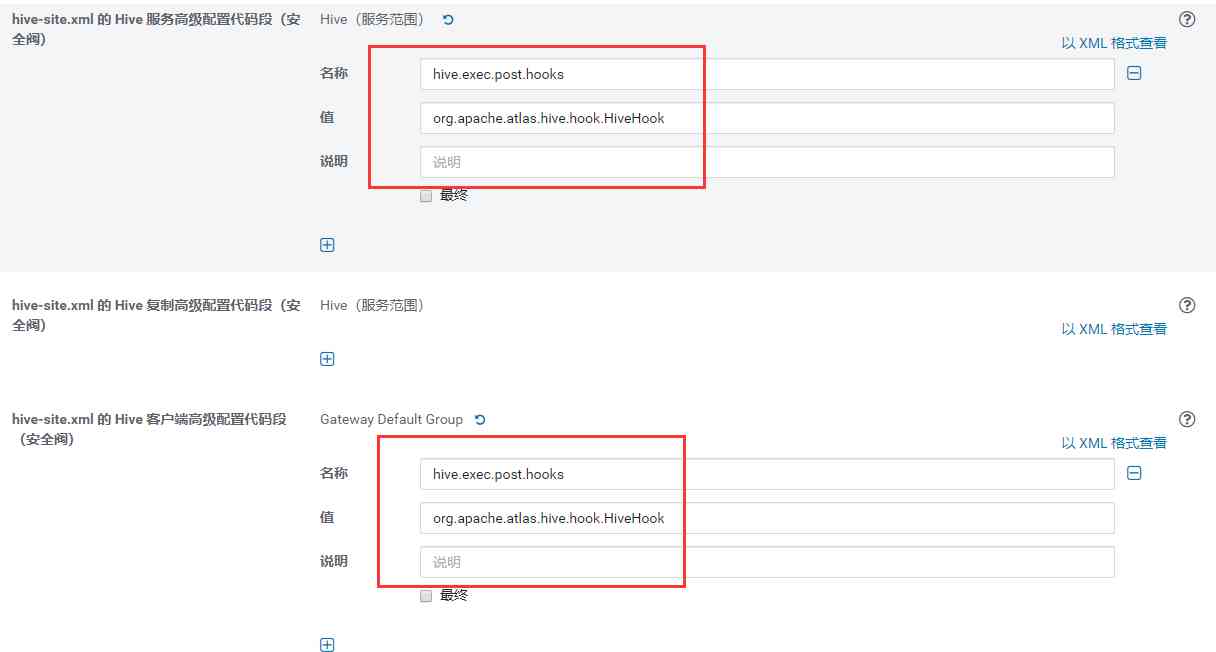 hive-site.xml 的 Hive 服务高级配置代码段（安全阀）
Hive（服务范围）
以 XML 格式查看
名称
hive.exec.post.hooks
值
org.apache.atlas.hive.hook.HiveHook
说明
说明
最终
hive-site.xml 的 Hive 复制高级配置代码段（安全阀）
Hive（服务范围）
以 XML 格式查看
hive-site.xml 的 Hive 客户端高级配置代码段（安全阀）
Gateway Default Group
以 XML 格式查看
名称
hive.exec.post.hooks
值
org.apache.atlas.hive.hook.HiveHook
说明
说明
最终